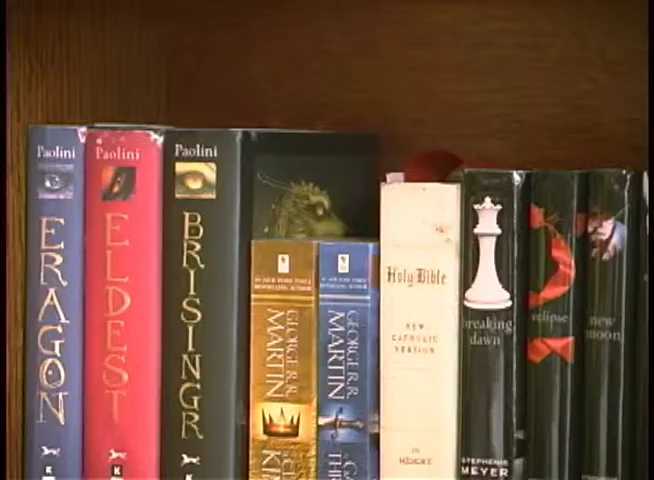 Paolini
ERAGON
K
Paolini
ELDEST
K
Paolini
BRISINGR
K
GEORGE R.R.
MARTIN
GEORGE R.R.
MARTIN
Holy Bible
NEW
CATHOLIC
VERSION
breaking
dawn
STEPHENIE
MEYER
eclipse
new
moon